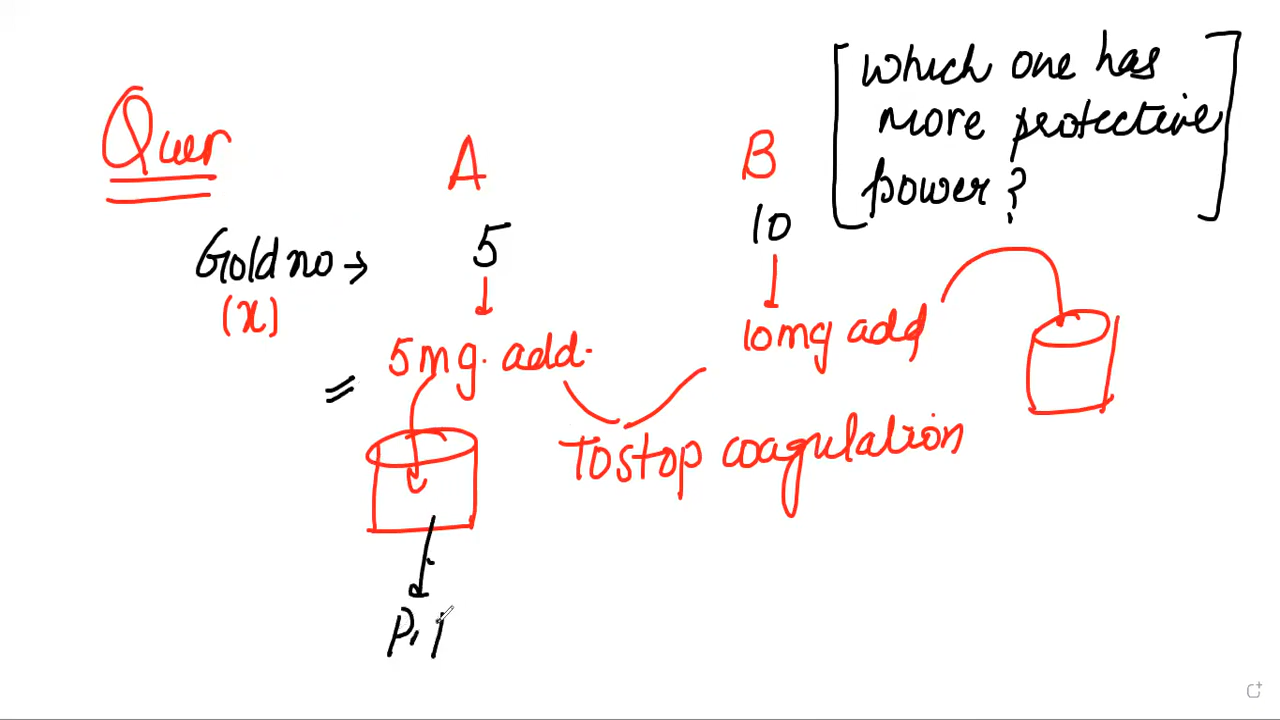 Ques
A
B
which one has
more protective
power?
Gold no →
5
10
(x)
5mg. add.
10mg add
To stop coagulation
P.P